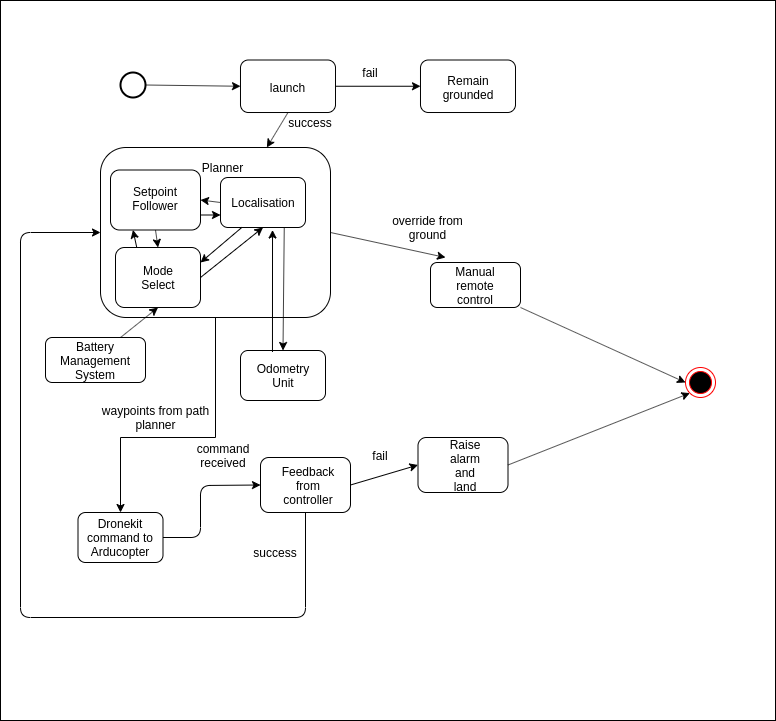 launch
fail
Remain
grounded
success
Planner
Setpoint
Follower
Localisation
Mode
Select
override from
ground
Manual
remote
control
Battery
Management
System
Odometry
Unit
waypoints from path
planner
command
received
Feedback
from
controller
fail
Raise
alarm
and
land
Dronekit
command to
Arducopter
success